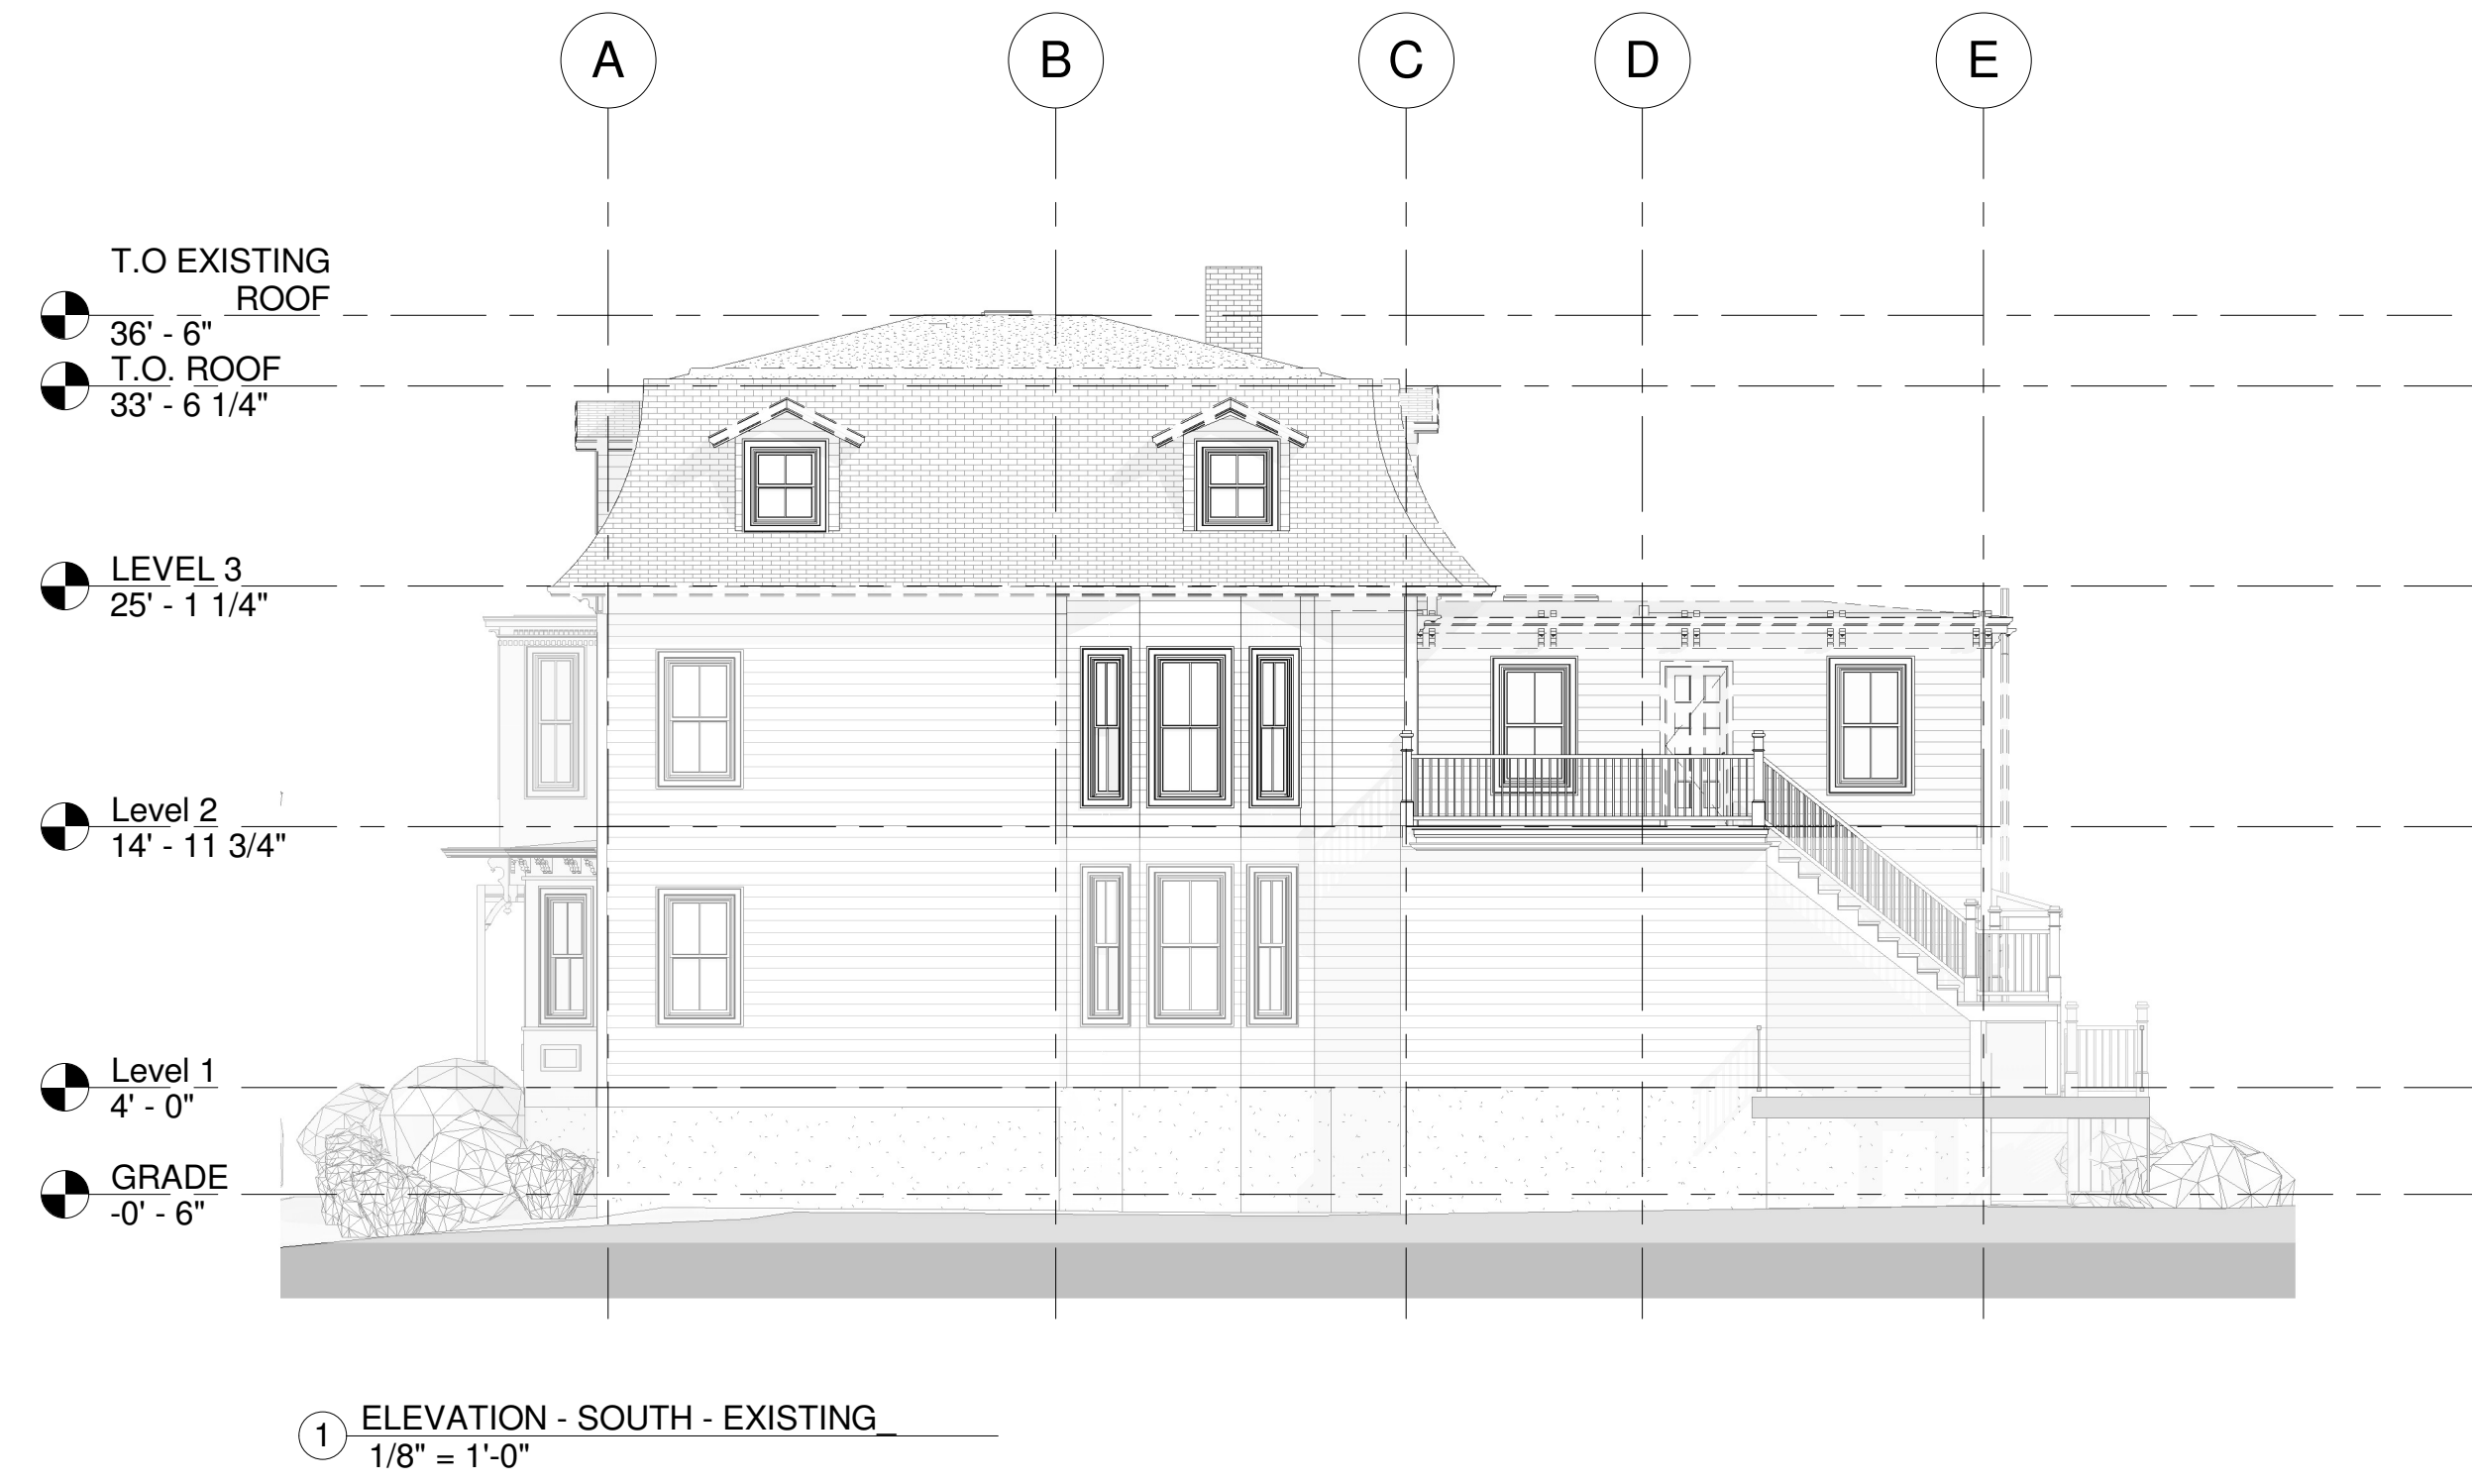 A B C D E
T.O EXISTING
ROOF
36' - 6"
T.O. ROOF
33' - 6 1/4"
LEVEL 3
25' - 1 1/4"
Level 2
14' - 11 3/4"
Level 1
4' - 0"
GRADE
-0' - 6"
1 ELEVATION - SOUTH - EXISTING_
1/8" = 1'-0"